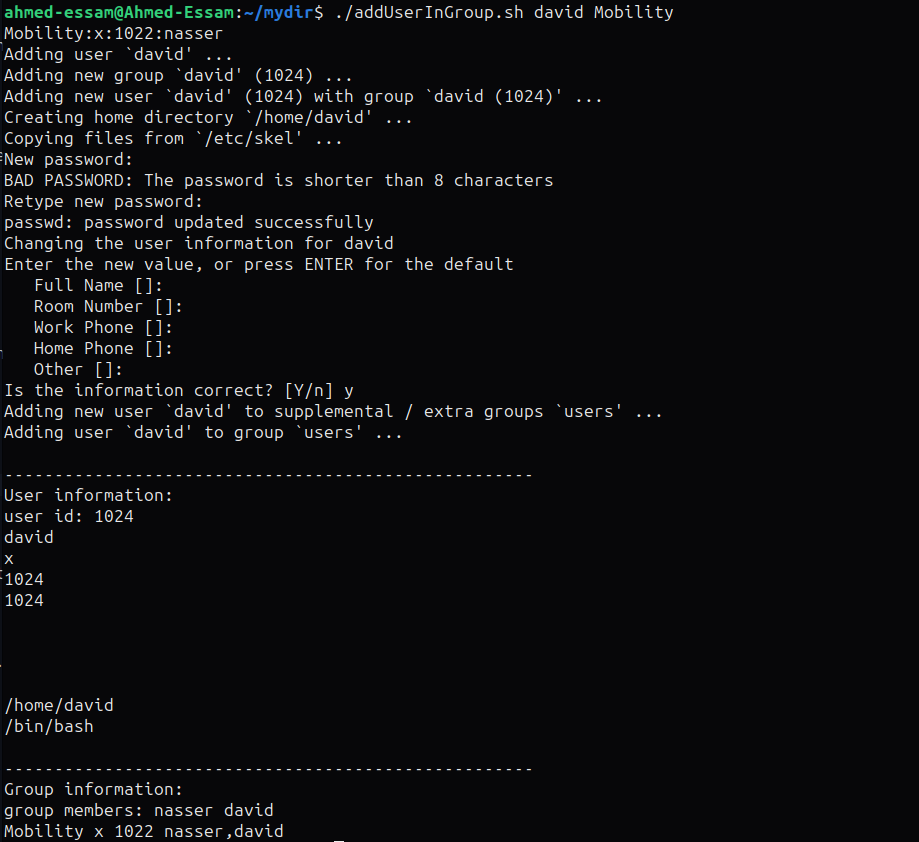 ahmed-essam@Ahmed-Essam:~/mydir$ ./addUserInGroup.sh david Mobility
Mobility:x:1022:nasser
Adding user `david' ...
Adding new group `david' (1024) ...
Adding new user `david' (1024) with group `david (1024)' ...
Creating home directory `/home/david' ...
Copying files from `/etc/skel' ...
New password:
BAD PASSWORD: The password is shorter than 8 characters
Retype new password:
passwd: password updated successfully
Changing the user information for david
Enter the new value, or press ENTER for the default
Full Name []:
Room Number []:
Work Phone []:
Home Phone []:
Other []:
Is the information correct? [Y/n] y
Adding new user `david' to supplemental / extra groups `users' ...
Adding user `david' to group `users' ...
-----------------------------------------------------
User information:
user id: 1024
david
x
1024
1024
/home/david
/bin/bash
-----------------------------------------------------
Group information:
group members: nasser david
Mobility x 1022 nasser,david